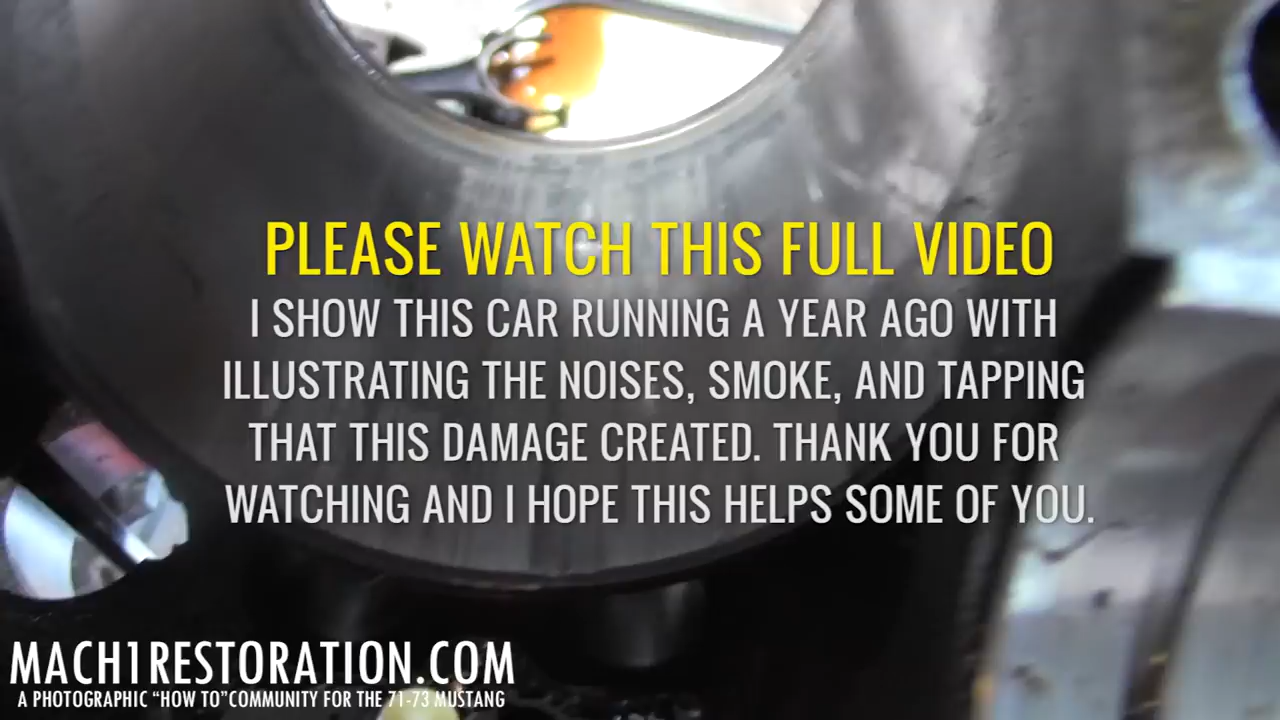 PLEASE WATCH THIS FULL VIDEO
I SHOW THIS CAR RUNNING A YEAR AGO WITH
ILLUSTRATING THE NOISES, SMOKE, AND TAPPING
THAT THIS DAMAGE CREATED. THANK YOU FOR
WATCHING AND I HOPE THIS HELPS SOME OF YOU.
MACH1RESTORATION.COM
A PHOTOGRAPHIC “HOW TO”COMMUNITY FOR THE 71-73 MUSTANG